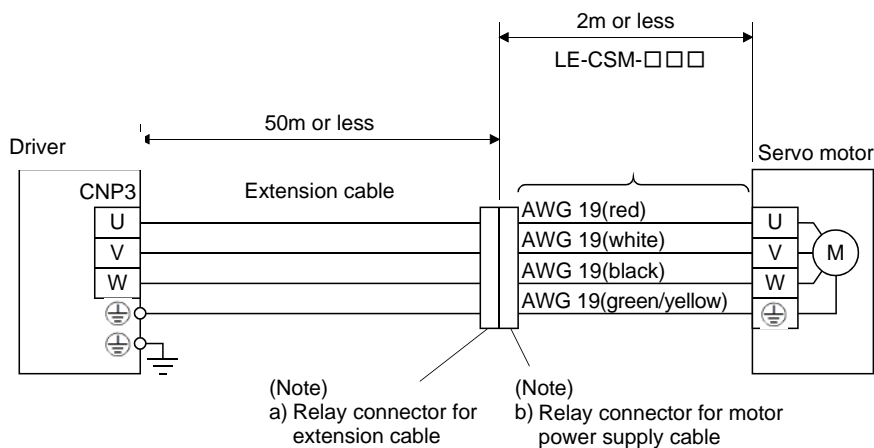 2m or less
LE-CSM-□□□
50m or less
Driver
Servo motor
CNP3
Extension cable
U
AWG 19(red)
U
V
AWG 19(white)
V
M
W
AWG 19(black)
W
AWG 19(green/yellow)
(Note)
a) Relay connector for
extension cable
(Note)
b) Relay connector for motor
power supply cable